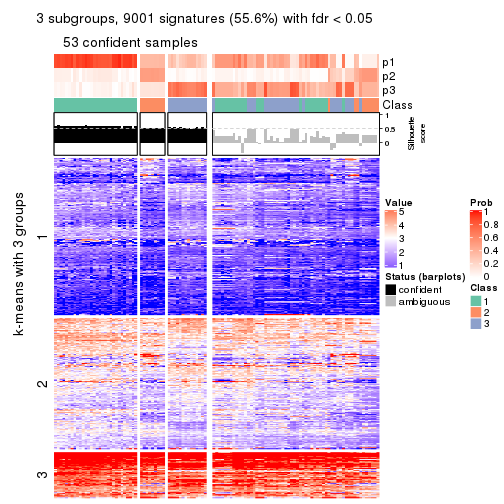 3 subgroups, 9001 signatures (55.6%) with fdr < 0.05
53 confident samples
p1
p2
p3
Class
1
0.5
0
Silhouette
score
k-means with 3 groups
1
2
3
Value
5
4
3
2
1
Status (barplots)
confident
ambiguous
Prob
1
0.8
0.6
0.4
0.2
0
Class
1
2
3